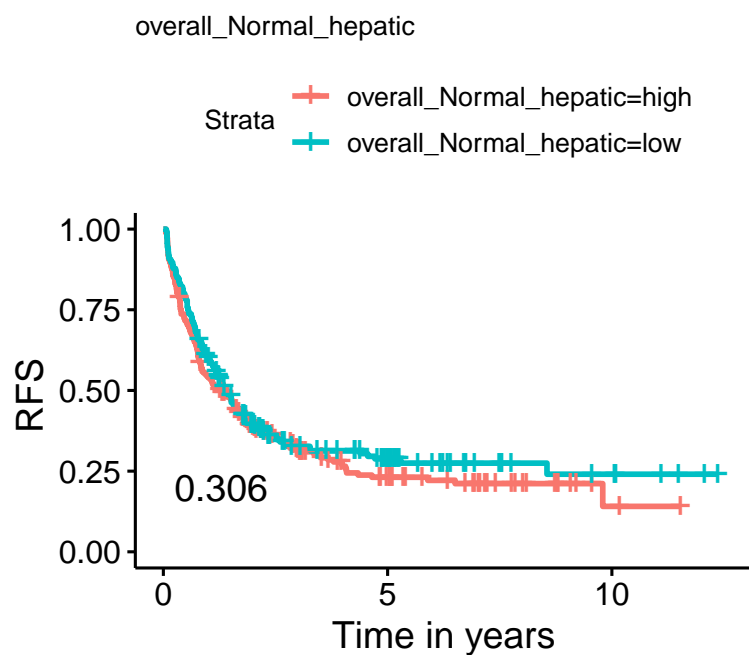 overall_Normal_hepatic
Strata
overall_Normal_hepatic=high
overall_Normal_hepatic=low
RFS
1.00
0.75
0.50
0.25
0.00
0.306
0 5 10
Time in years